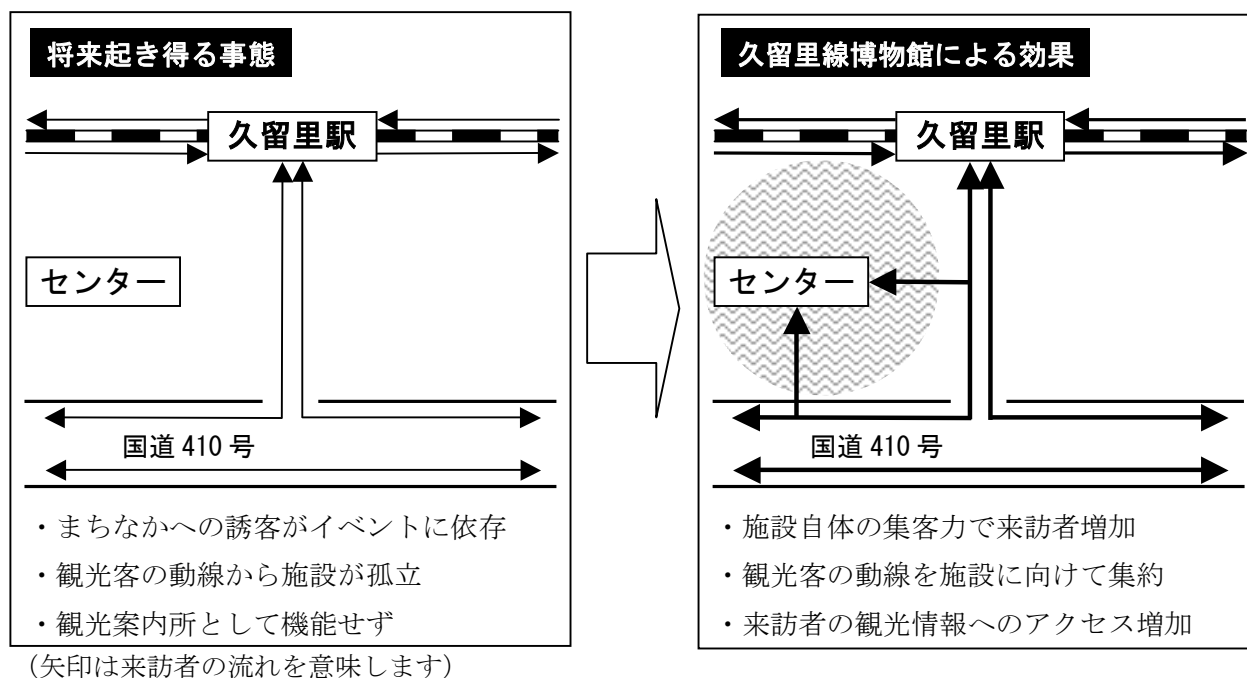 将来起き得る事態
久留里駅
センター
国道 410 号
・まちなかへの誘客がイベントに依存
・観光客の動線から施設が孤立
・観光案内所として機能せず
(矢印は来訪者の流れを意味します)
久留里線博物館による効果
久留里駅
センター
国道 410 号
・施設自体の集客力で来訪者増加
・観光客の動線を施設に向けて集約
・来訪者の観光情報へのアクセス増加